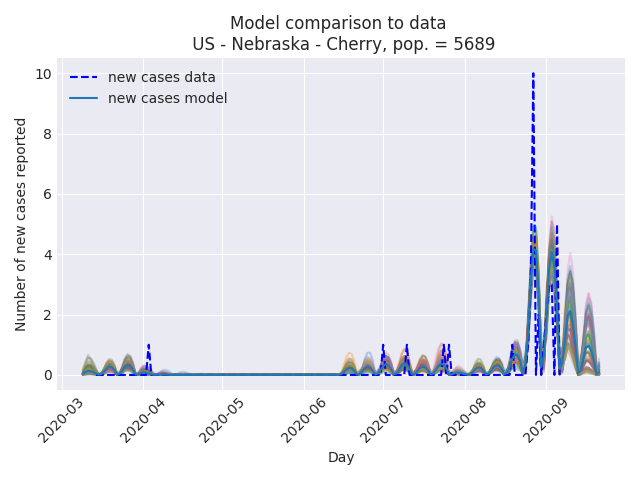 Model comparison to data
US - Nebraska - Cherry, pop. = 5689
new cases data
new cases model
Number of new cases reported
10
8
6
4
2
0
2020-03
2020-04
2020-05
2020-06
2020-07
2020-08
2020-09
Day